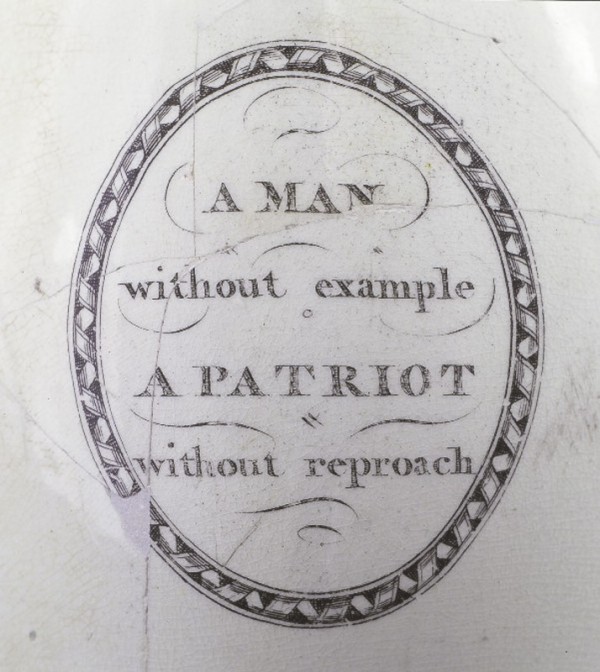 A MAN
without example
A PATRIOT
without reproach